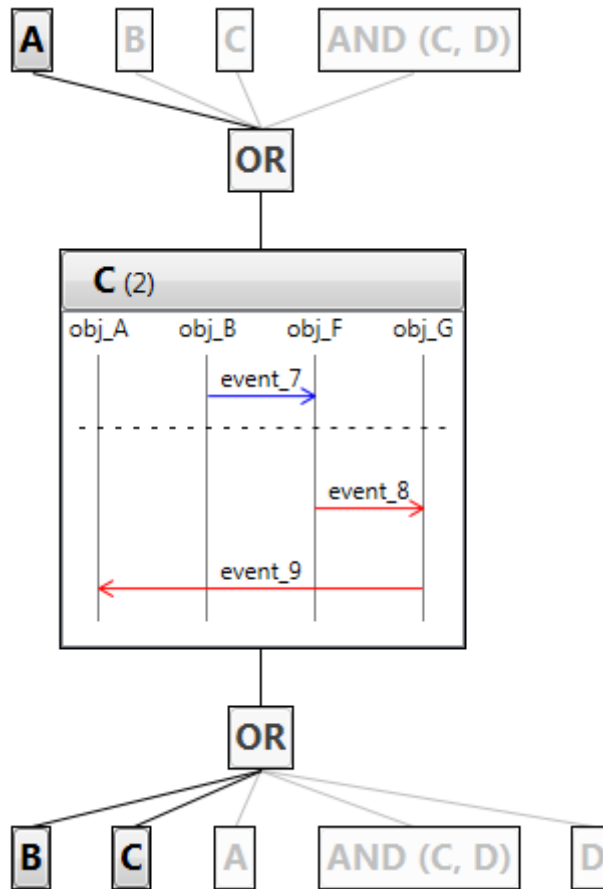 A B C AND (C, D)
OR
C (2)
obj_A obj_B obj_F obj_G
event_7
event_8
event_9
OR
B C A AND (C, D) D